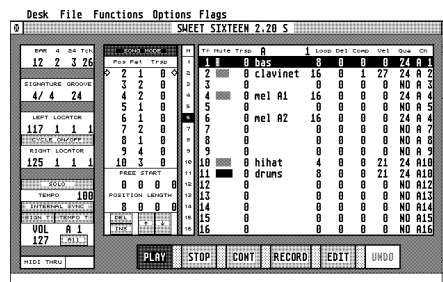 Desk File Functions Options Flags
SWEET SIXTEEN 2.20 S
BAR 4 24 Tck
12 2 3 26
SIGNATURE GROOVE
4/ 4 24
LEFT LOCATOR
117 1 1 1
CYCLE ON/OFF
RIGHT LOCATOR
125 1 1 1
SOLO
TEMPO 100
INTERNAL SYNC
SIGN T. TEMPO T.
VOL A 1
127 All
MIDI THRU
SONG MODE
Pos Pat Trsp
2 1 0
3 2 0
4 2 0
5 1 0
6 1 0
7 2 0
8 1 0
9 4 0
10 3 0
PREE START
0 0 0 0
POSITION LENGTH
8 0 0 0
DEL
INS
M
1
2
3
4
5
6
7
8
9
10
11
12
13
14
15
16
Tr Mute Trsp A 1 Loop Del Comp Vel Qua Ch
1 0 bas 8 0 0 0 24 A 1
2 0 clavinet 16 0 1 27 24 A 2
3 0 0 0 0 0 NO A 3
4 0 mel A1 16 0 0 0 24 A 4
5 0 0 0 0 0 NO A 5
6 0 mel A2 16 0 0 0 24 A 6
7 0 0 0 0 0 NO A 7
8 0 0 0 0 0 NO A 8
9 0 0 0 0 0 NO A 9
10 0 hihat 4 0 0 21 24 A10
11 0 drums 8 0 0 21 24 A10
12 0 0 0 0 0 NO A12
13 0 0 0 0 0 NO A13
14 0 0 0 0 0 NO A14
15 0 0 0 0 0 NO A15
16 0 0 0 0 0 NO A16
PLAY STOP CONT RECORD EDIT UNDO